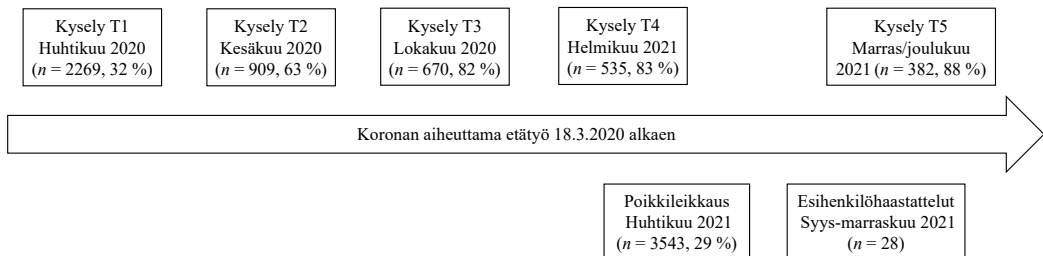 Kysely T1
Huhtikuu 2020
(n = 2269, 32 %)
Kysely T2
Kesäkuu 2020
(n = 909, 63 %)
Kysely T3
Lokakuu 2020
(n = 670, 82 %)
Kysely T4
Helmikuu 2021
(n = 535, 83 %)
Kysely T5
Marras/joulukuu
2021 (n = 382, 88 %)
Koronan aiheuttama etätyö 18.3.2020 alkaen
Poikkileikkaus
Huhtikuu 2021
(n = 3543, 29 %)
Esihenkilöhaastattelut
Syys-marraskuu 2021
(n = 28)